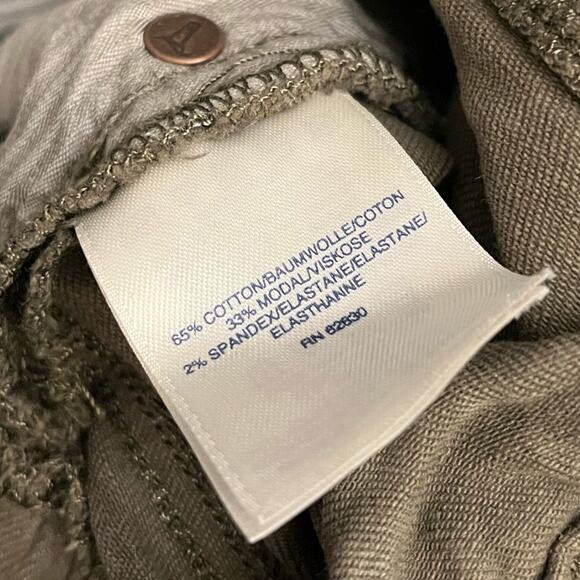 65% COTTON/BAUMWOLLE/COTON
33% MODAL/VISKOSE
2% SPANDEX/ELASTANE/ELASTANE/
ELASTHANNE
RN 62830